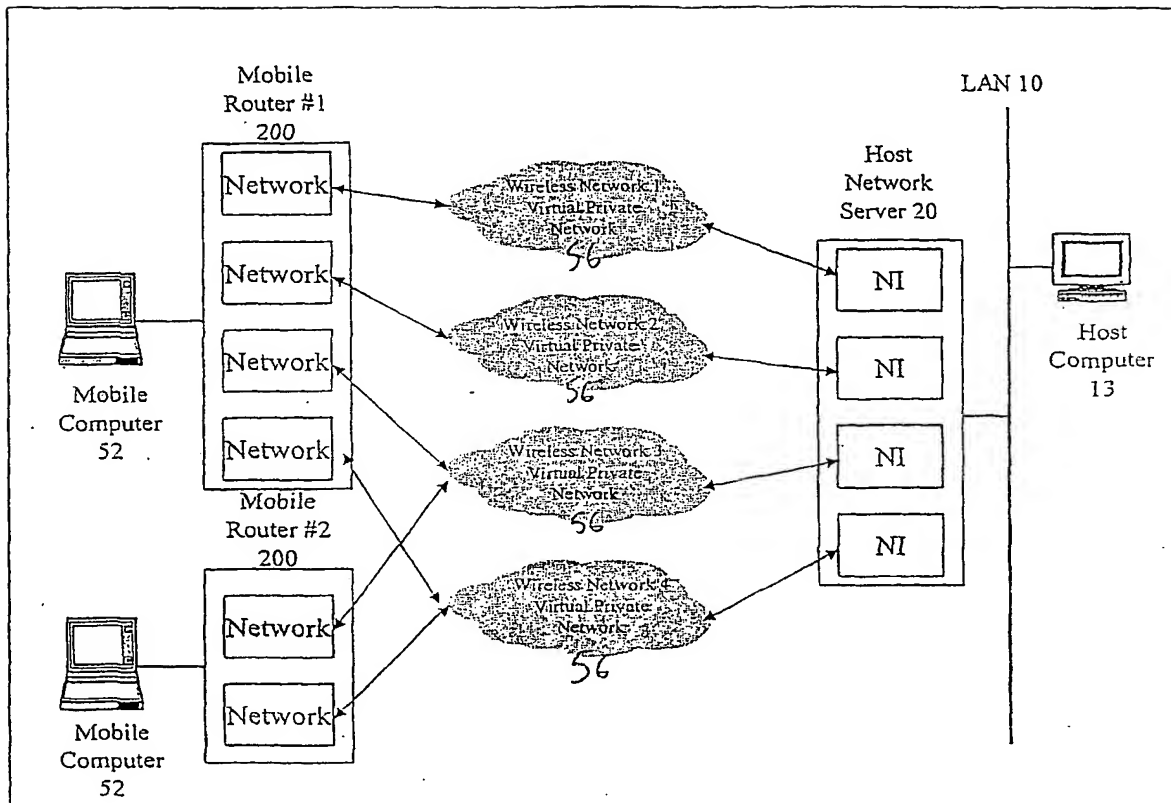 Mobile
Router #1
200
Network
Network
Network
Network
Mobile
Computer
52
Mobile
Router #2
200
Network
Network
Mobile
Computer
52
Wireless Network 1
Virtual Private
Network
56
Wireless Network 2
Virtual Private
Network
56
Wireless Network 3
Virtual Private
Network
56
Wireless Network 4
Virtual Private
Network
56
Host
Network
Server 20
NI
NI
NI
NI
LAN 10
Host
Computer
13